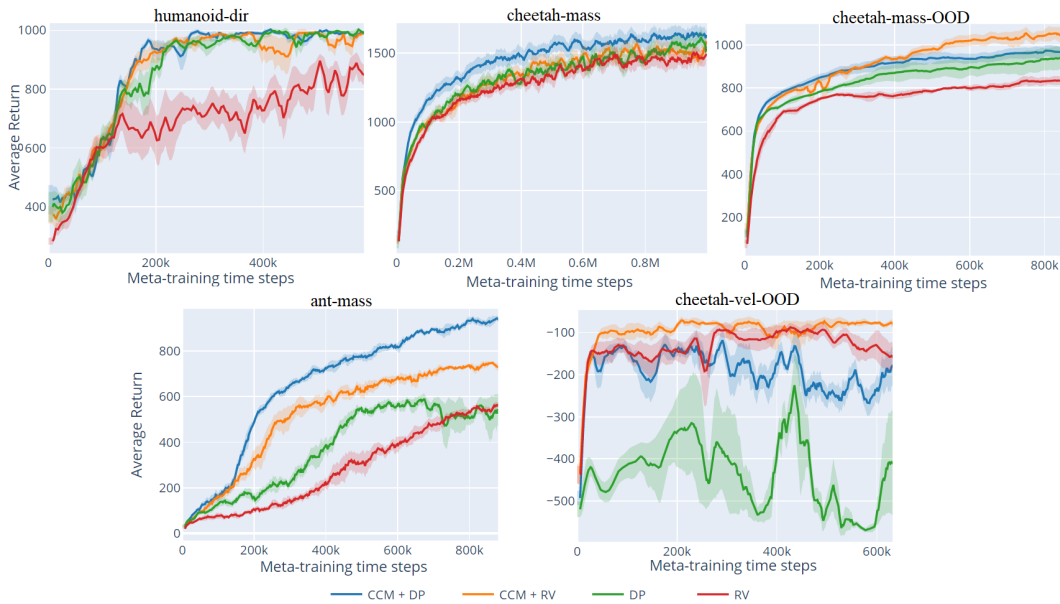 humanoid-dir
cheetah-mass
cheetah-mass-OOD
Average Return
1000
800
600
400
0
200k
400k
Meta-training time steps
1500
1000
500
0
0.2M
0.4M
0.6M
0.8M
Meta-training time steps
1000
800
600
400
200
0
200k
400k
600k
800k
Meta-training time steps
ant-mass
cheetah-vel-OOD
Average Return
800
600
400
200
0
0
200k
400k
600k
800k
Meta-training time steps
−100
−200
−300
−400
−500
0
200k
400k
600k
Meta-training time steps
CCM + DP
CCM + RV
DP
RV